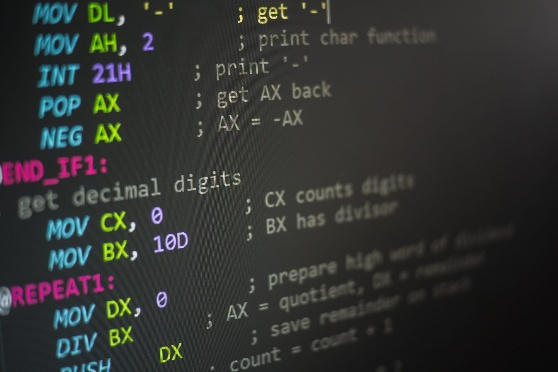 MOV DL, '-' ; get '-'
MOV AH, 2 ; print char function
INT 21H ; print '-'
POP AX ; get AX back
NEG AX ; AX = -AX
END_IF1:
get decimal digits
MOV CX, 0 ; CX counts digits
MOV BX, 10D ; BX has divisor
@REPEAT1:
MOV DX, 0 ; prepare high word of dividend
DIV BX ; AX = quotient, DX = remainder
PUSH DX ; save remainder on stack
; count = count + 1